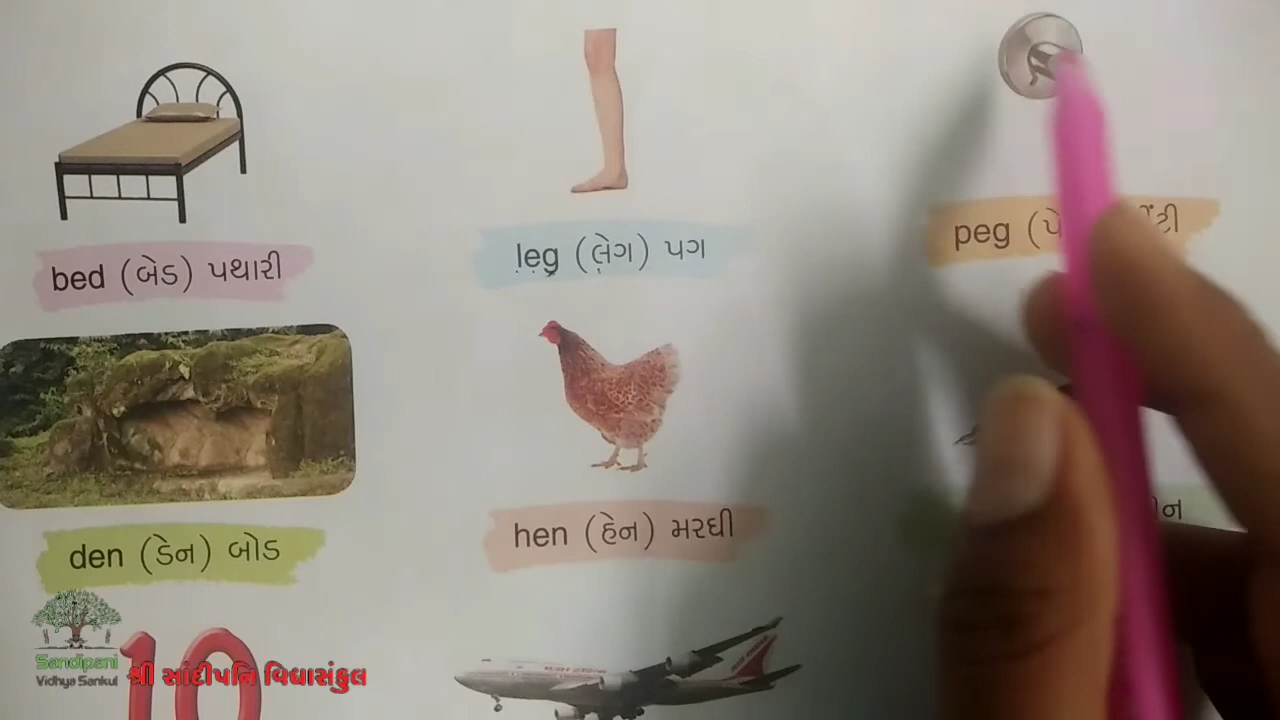 bed (બેડ) પથારી
leg (લેગ) પગ
peg
den (ડેન) બોડ
hen (હેન) મરઘી
10
Sandipani
Vidhya Sankul
શ્રી સાંદીપનિ વિદ્યાસંકુલ